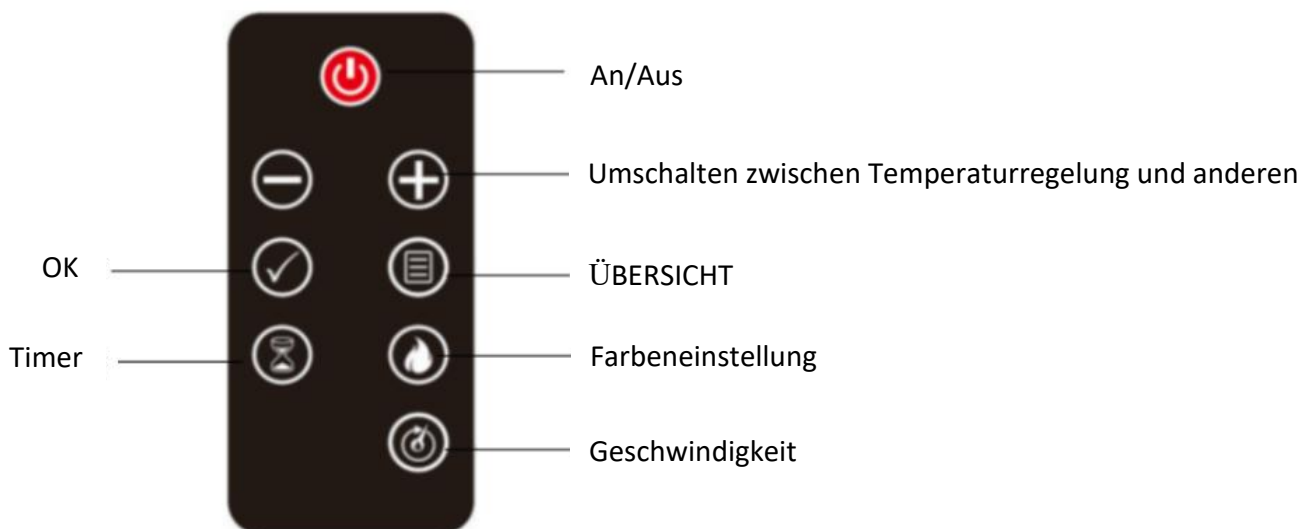 An/Aus
Umschalten zwischen Temperaturregelung und anderen
OK
ÜBERSICHT
Timer
Farbeneinstellung
Geschwindigkeit